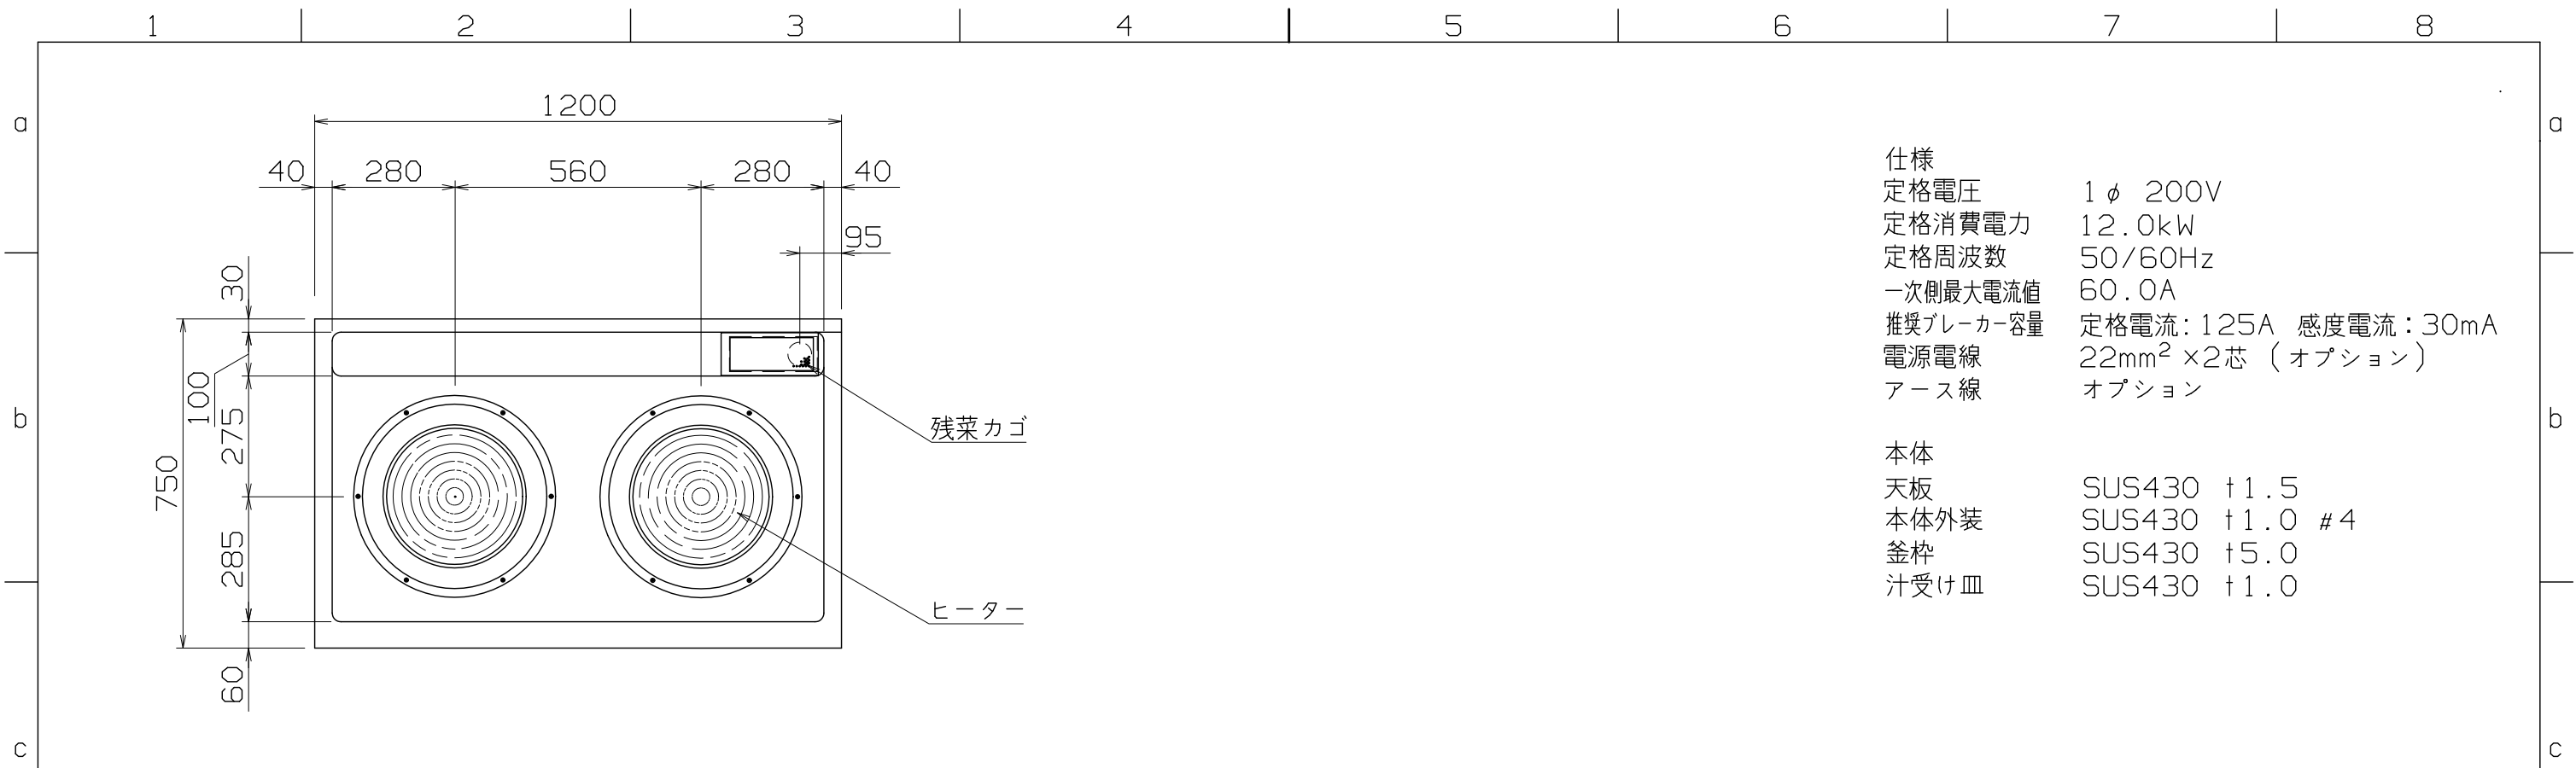 1 2 3 4 5 6 7 8
a a
1200
40 280 560 280 40
95
30
100
275
750
285
60
b b
残菜カゴ
ヒーター
c c
仕様
定格電圧 1φ 200V
定格消費電力 12.0kW
定格周波数 50/60Hz
一次側最大電流値 60.0A
推奨ブレーカー容量 定格電流:125A 感度電流:30mA
電源電線 22mm²×2芯(オプション)
アース線 オプション
本体
天板 SUS430 t1.5
本体外装 SUS430 t1.0 #4
釜枠 SUS430 t5.0
汁受け皿 SUS430 t1.0